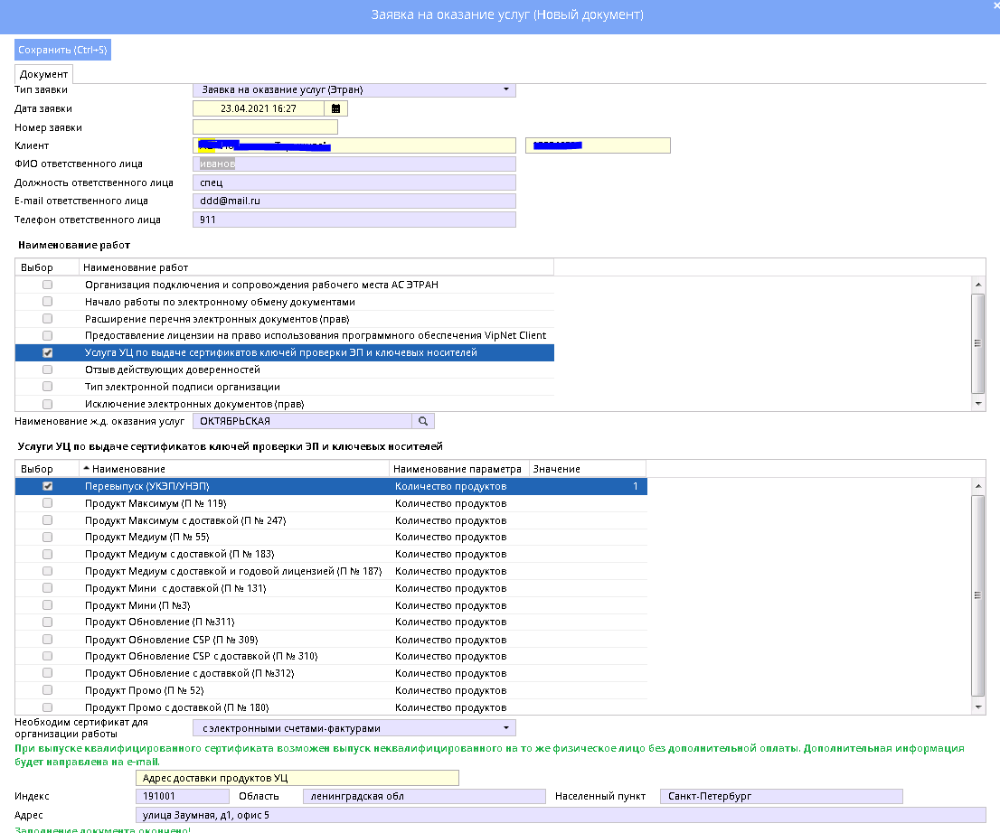 Заявка на оказание услуг (Новый документ)
Сохранить (Ctrl+S)
Документ
Тип заявки Заявка на оказание услуг (Этран)
Дата заявки 23.04.2021 16:27
Номер заявки
Клиент
ФИО ответственного лица иванов
Должность ответственного лица спец
E-mail ответственного лица ddd@mail.ru
Телефон ответственного лица 911
Наименование работ
Выбор Наименование работ
Организация подключения и сопровождения рабочего места АС ЭТРАН
Начало работы по электронному обмену документами
Расширение перечня электронных документов (прав)
Предоставление лицензии на право использования программного обеспечения VipNet Client
Услуга УЦ по выдаче сертификатов ключей проверки ЭП и ключевых носителей
Отзыв действующих доверенностей
Тип электронной подписи организации
Исключение электронных документов (прав)
Наименование ж.д. оказания услуг ОКТЯБРЬСКАЯ
Услуги УЦ по выдаче сертификатов ключей проверки ЭП и ключевых носителей
Выбор Наименование Наименование параметра Значение
Перевыпуск (УКЭП/УНЭП) Количество продуктов 1
Продукт Максимум (П № 119) Количество продуктов
Продукт Максимум с доставкой (П № 247) Количество продуктов
Продукт Медиум (П № 55) Количество продуктов
Продукт Медиум с доставкой (П № 183) Количество продуктов
Продукт Медиум с доставкой и годовой лицензией (П № 187) Количество продуктов
Продукт Мини с доставкой (П № 131) Количество продуктов
Продукт Мини (П №3) Количество продуктов
Продукт Обновление (П №311) Количество продуктов
Продукт Обновление CSP (П № 309) Количество продуктов
Продукт Обновление CSP с доставкой (П № 310) Количество продуктов
Продукт Обновление с доставкой (П №312) Количество продуктов
Продукт Промо (П № 52) Количество продуктов
Продукт Промо с доставкой (П № 180) Количество продуктов
Необходим сертификат для
организации работы с электронными счетами-фактурами
При выпуске квалифицированного сертификата возможен выпуск неквалифицированного на то же физическое лицо без дополнительной оплаты. Дополнительная информация
будет направлена на e-mail.
Адрес доставки продуктов УЦ
Индекс 191001 Область ленинградская обл Населенный пункт Санкт-Петербург
Адрес улица Заумная, д1, офис 5
Заполнение документа окончено!